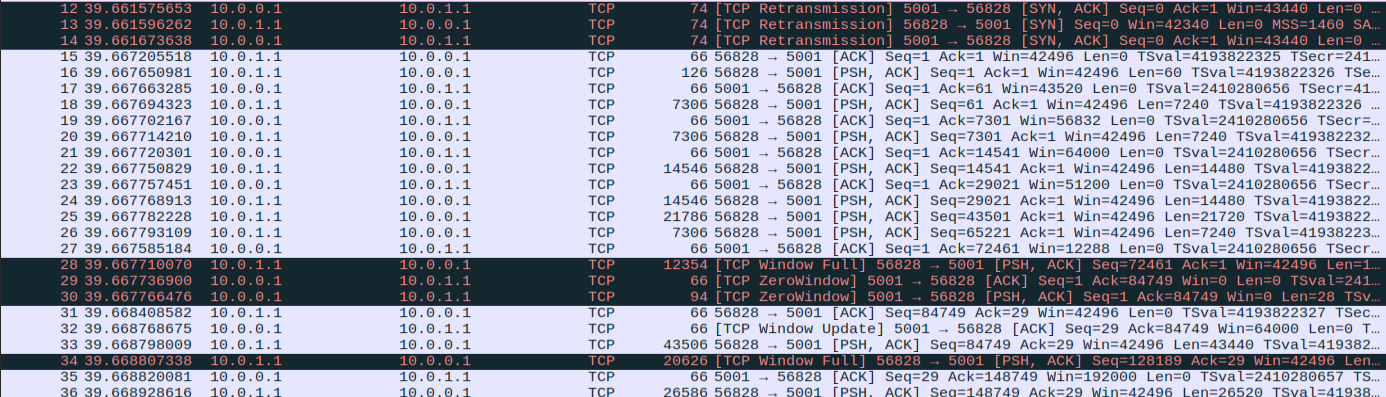 12 39.661575653 10.0.0.1 10.0.1.1 TCP 74 [TCP Retransmission] 5001 → 56828 [SYN, ACK] Seq=0 Ack=1 Win=43440 Len=0 …
13 39.661596262 10.0.1.1 10.0.0.1 TCP 74 [TCP Retransmission] 56828 → 5001 [SYN] Seq=0 Win=42340 Len=0 MSS=1460 SA…
14 39.661673638 10.0.0.1 10.0.1.1 TCP 74 [TCP Retransmission] 5001 → 56828 [SYN, ACK] Seq=0 Ack=1 Win=43440 Len=0 …
15 39.667205518 10.0.1.1 10.0.0.1 TCP 66 56828 → 5001 [ACK] Seq=1 Ack=1 Win=42496 Len=0 TSval=4193822325 TSecr=241…
16 39.667650981 10.0.1.1 10.0.0.1 TCP 126 56828 → 5001 [PSH, ACK] Seq=1 Ack=1 Win=42496 Len=60 TSval=4193822326 TSe…
17 39.667663285 10.0.0.1 10.0.1.1 TCP 66 5001 → 56828 [ACK] Seq=1 Ack=61 Win=43520 Len=0 TSval=2410280656 TSecr=41…
18 39.667694323 10.0.1.1 10.0.0.1 TCP 7306 56828 → 5001 [PSH, ACK] Seq=61 Ack=1 Win=42496 Len=7240 TSval=4193822326 …
19 39.667702167 10.0.0.1 10.0.1.1 TCP 66 5001 → 56828 [ACK] Seq=1 Ack=7301 Win=56832 Len=0 TSval=2410280656 TSecr=…
20 39.667714210 10.0.1.1 10.0.0.1 TCP 7306 56828 → 5001 [PSH, ACK] Seq=7301 Ack=1 Win=42496 Len=7240 TSval=419382232…
21 39.667720301 10.0.0.1 10.0.1.1 TCP 66 5001 → 56828 [ACK] Seq=1 Ack=14541 Win=64000 Len=0 TSval=2410280656 TSecr…
22 39.667750829 10.0.1.1 10.0.0.1 TCP 14546 56828 → 5001 [PSH, ACK] Seq=14541 Ack=1 Win=42496 Len=14480 TSval=4193822…
23 39.667757451 10.0.0.1 10.0.1.1 TCP 66 5001 → 56828 [ACK] Seq=1 Ack=29021 Win=51200 Len=0 TSval=2410280656 TSecr…
24 39.667768913 10.0.1.1 10.0.0.1 TCP 14546 56828 → 5001 [PSH, ACK] Seq=29021 Ack=1 Win=42496 Len=14480 TSval=4193822…
25 39.667782228 10.0.1.1 10.0.0.1 TCP 21786 56828 → 5001 [PSH, ACK] Seq=43501 Ack=1 Win=42496 Len=21720 TSval=4193822…
26 39.667793109 10.0.1.1 10.0.0.1 TCP 7306 56828 → 5001 [PSH, ACK] Seq=65221 Ack=1 Win=42496 Len=7240 TSval=41938223…
27 39.667585184 10.0.0.1 10.0.1.1 TCP 66 5001 → 56828 [ACK] Seq=1 Ack=72461 Win=12288 Len=0 TSval=2410280656 TSecr…
28 39.667710070 10.0.1.1 10.0.0.1 TCP 12354 [TCP Window Full] 56828 → 5001 [PSH, ACK] Seq=72461 Ack=1 Win=42496 Len=1…
29 39.667736900 10.0.0.1 10.0.1.1 TCP 66 [TCP ZeroWindow] 5001 → 56828 [ACK] Seq=1 Ack=84749 Win=0 Len=0 TSval=241…
30 39.667766476 10.0.0.1 10.0.1.1 TCP 94 [TCP ZeroWindow] 5001 → 56828 [PSH, ACK] Seq=1 Ack=84749 Win=0 Len=28 TSv…
31 39.668408582 10.0.1.1 10.0.0.1 TCP 66 56828 → 5001 [ACK] Seq=84749 Ack=29 Win=42496 Len=0 TSval=4193822327 TSec…
32 39.668768675 10.0.0.1 10.0.1.1 TCP 66 [TCP Window Update] 5001 → 56828 [ACK] Seq=29 Ack=84749 Win=64000 Len=0 T…
33 39.668798009 10.0.1.1 10.0.0.1 TCP 43506 56828 → 5001 [PSH, ACK] Seq=84749 Ack=29 Win=42496 Len=43440 TSval=419382…
34 39.668807338 10.0.1.1 10.0.0.1 TCP 20626 [TCP Window Full] 56828 → 5001 [PSH, ACK] Seq=128189 Ack=29 Win=42496 Len…
35 39.668820081 10.0.0.1 10.0.1.1 TCP 66 5001 → 56828 [ACK] Seq=29 Ack=148749 Win=192000 Len=0 TSval=2410280657 TS…
36 39.668928616 10.0.1.1 10.0.0.1 TCP 26586 56828 → 5001 [PSH, ACK] Seq=148749 Ack=29 Win=42496 Len=26520 TSval=41938…